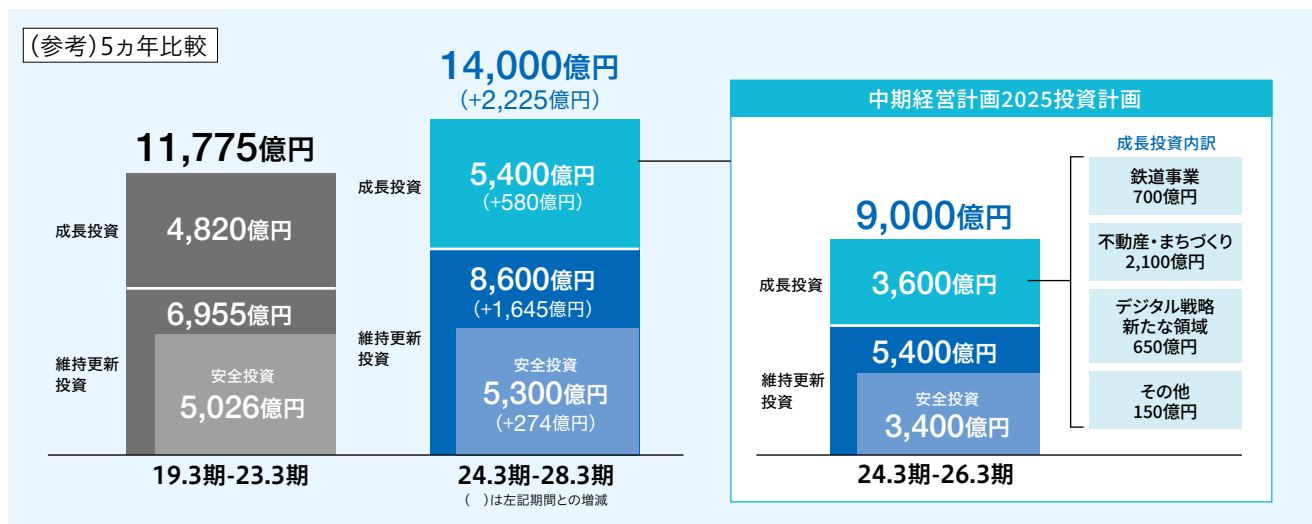 (参考)5ヵ年比較
11,775億円
成長投資
4,820億円
6,955億円
維持更新
投資
安全投資
5,026億円
19.3期-23.3期
14,000億円
(+2,225億円)
成長投資
5,400億円
(+580億円)
8,600億円
(+1,645億円)
維持更新
投資
安全投資
5,300億円
(+274億円)
24.3期-28.3期
( )は左記期間との増減
中期経営計画2025投資計画
9,000億円
成長投資
3,600億円
5,400億円
維持更新
投資
安全投資
3,400億円
24.3期-26.3期
成長投資内訳
鉄道事業
700億円
不動産・まちづくり
2,100億円
デジタル戦略
新たな領域
650億円
その他
150億円